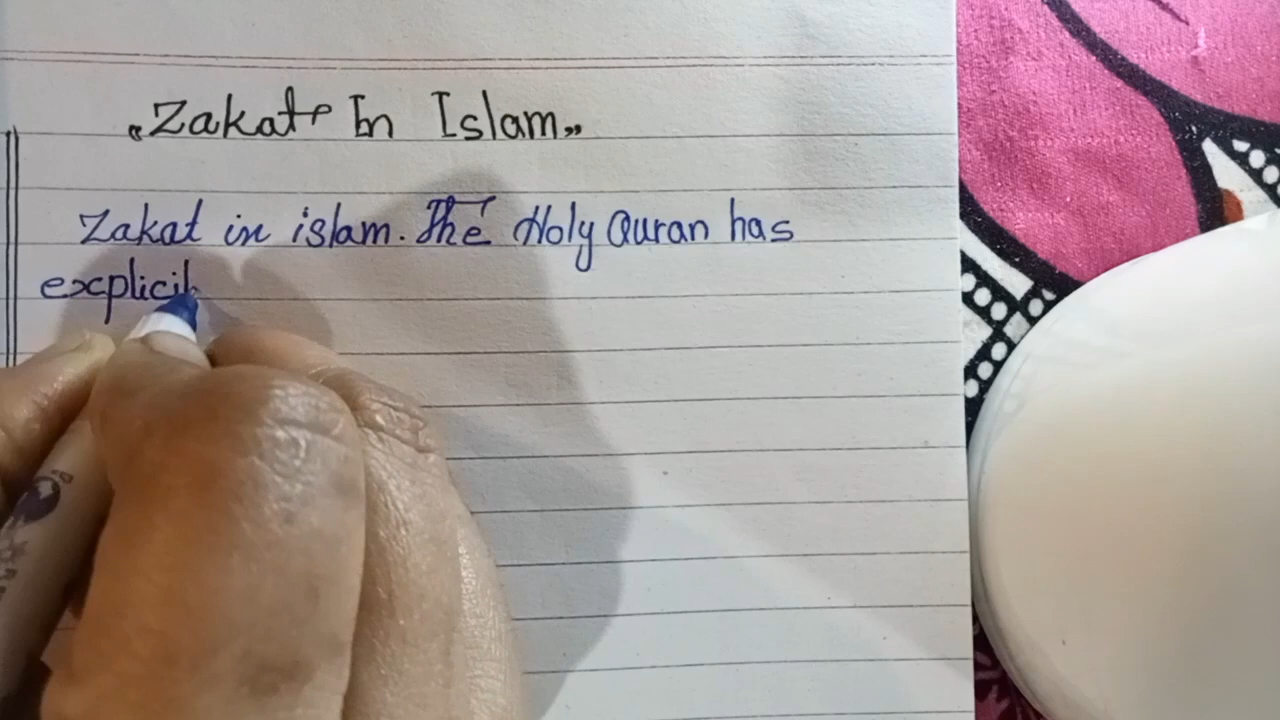 "Zakat In Islam"
Zakat in islam. The Holy Quran has
explicit